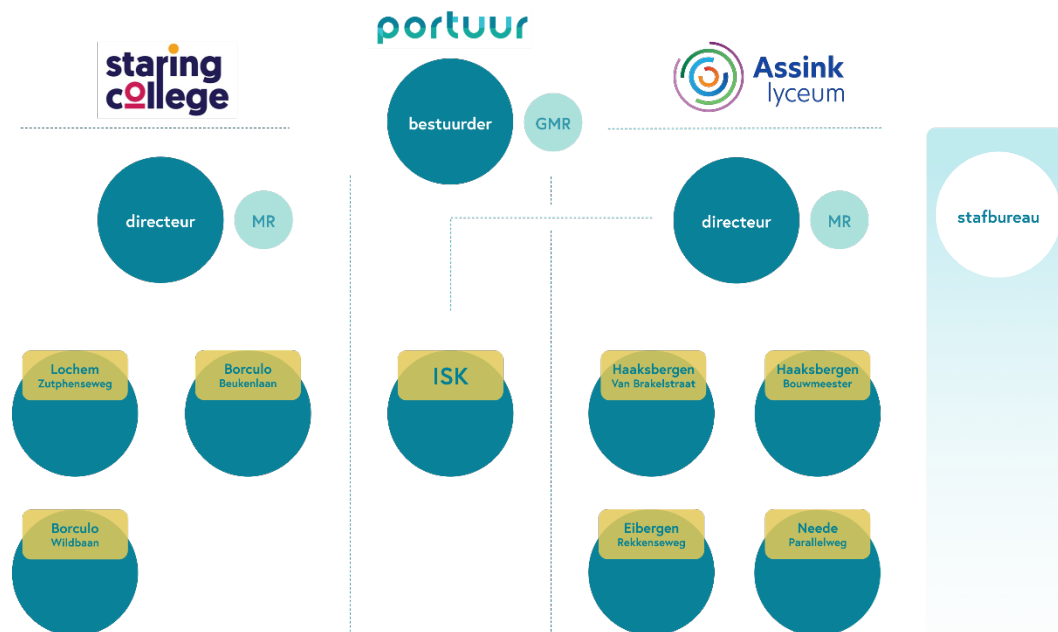 portuur
staring
college
Assink
lyceum
bestuurder
GMR
directeur
MR
directeur
MR
stafbureau
Lochem
Zutphenseweg
Borculo
Beukenlaan
ISK
Haaksbergen
Van Brakelstraat
Haaksbergen
Bouwmeester
Borculo
Wildbaan
Eibergen
Rekkenseweg
Neede
Parallelweg